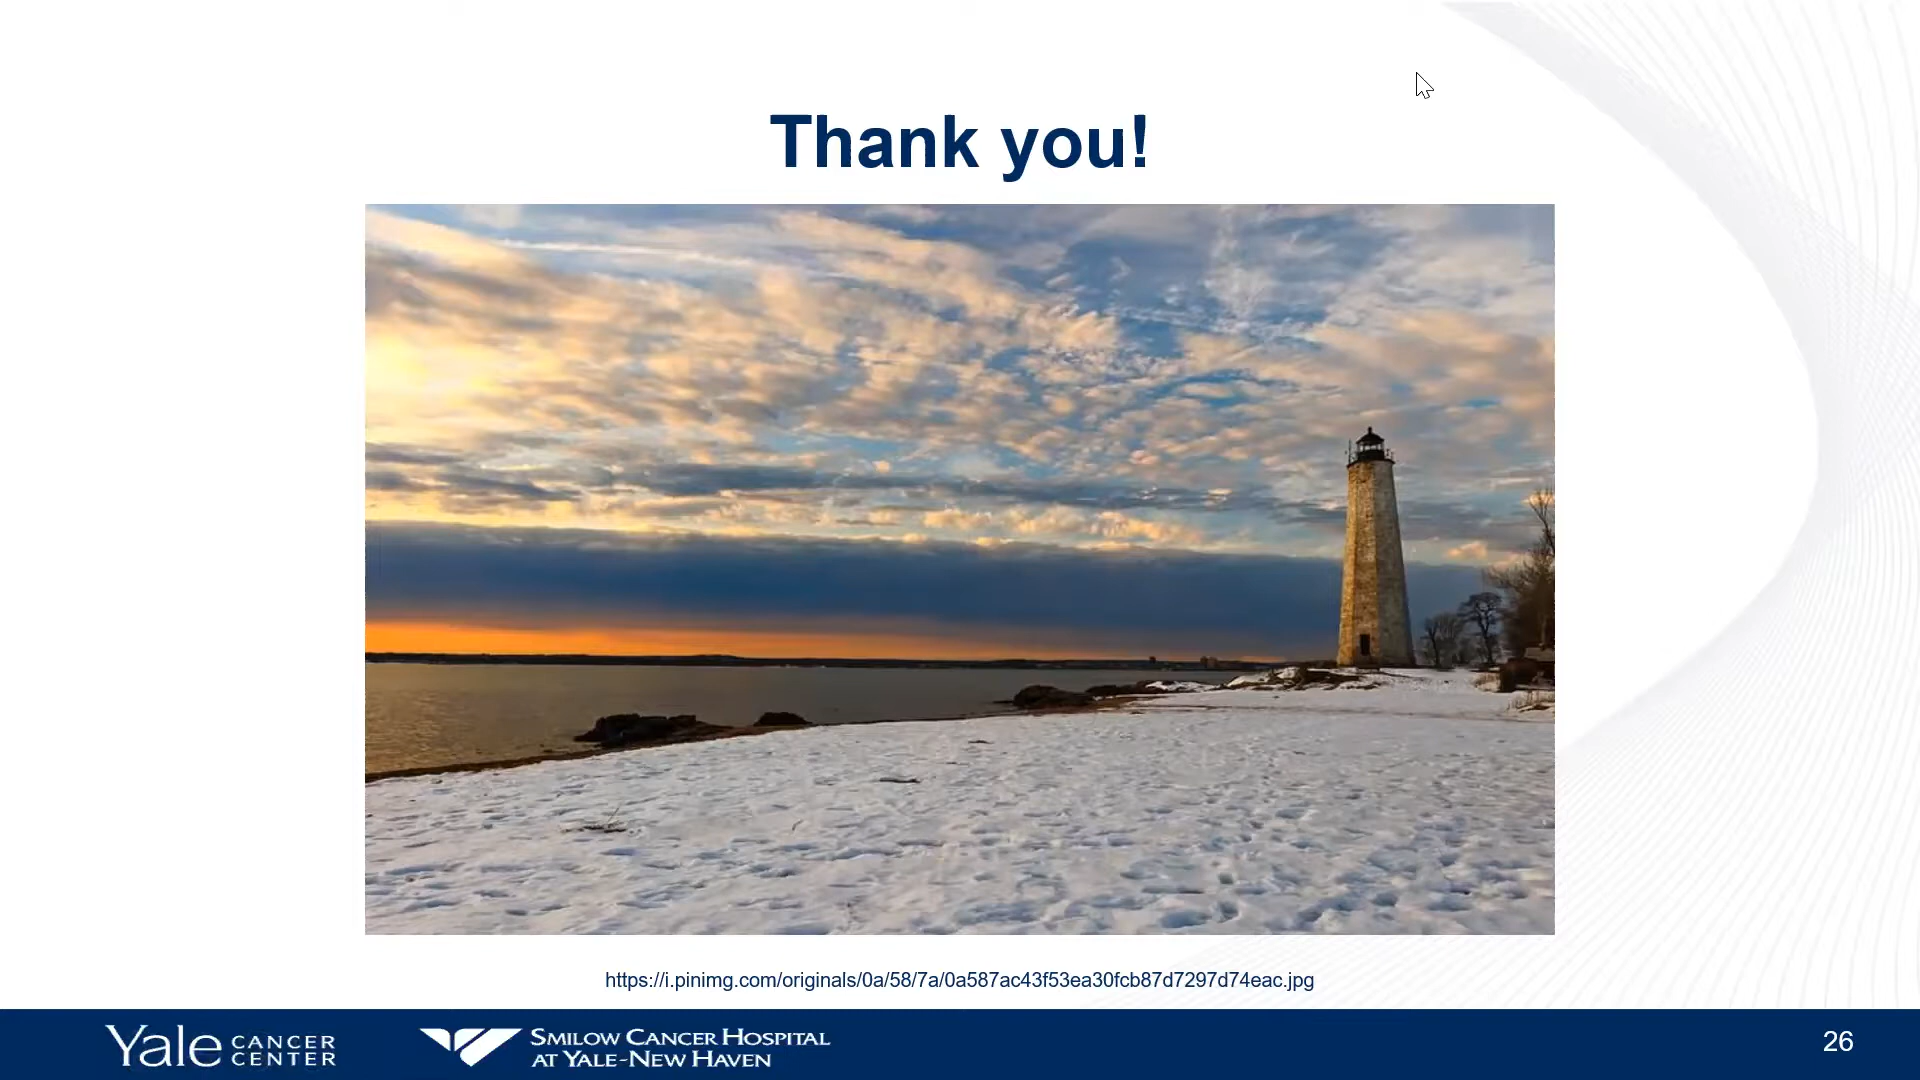 Thank you!
https://i.pinimg.com/originals/0a/58/7a/0a587ac43f53ea30fcb87d7297d74eac.jpg
Yale CANCER CENTER
SMILOW CANCER HOSPITAL
AT YALE-NEW HAVEN
26